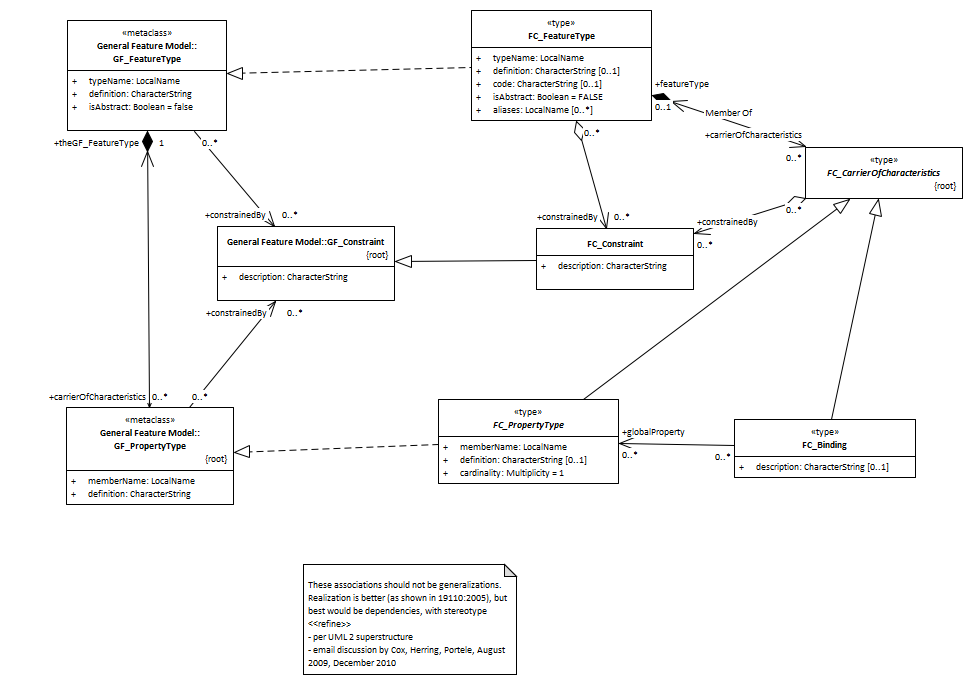 «metaclass»
General Feature Model::
GF_FeatureType
+ typeName: LocalName
+ definition: CharacterString
+ isAbstract: Boolean = false
«type»
FC_FeatureType
+ typeName: LocalName
+ definition: CharacterString [0..1]
+ code: CharacterString [0..1]
+ isAbstract: Boolean = FALSE
+ aliases: LocalName [0..*]
+featureType
0..1
Member Of
+carrierOfCharacteristics
0..*
+theGF_FeatureType 1
0..*
0..*
«type»
FC_CarrierOfCharacteristics
{root}
0..*
+constrainedBy 0..*
+constrainedBy 0..*
+constrainedBy
0..*
General Feature Model::GF_Constraint
{root}
+ description: CharacterString
FC_Constraint
+ description: CharacterString
+constrainedBy 0..*
+carrierOfCharacteristics 0..*
0..*
«metaclass»
General Feature Model::
GF_PropertyType
{root}
+ memberName: LocalName
+ definition: CharacterString
«type»
FC_PropertyType
+ memberName: LocalName
+ definition: CharacterString [0..1]
+ cardinality: Multiplicity = 1
+globalProperty
0..*
0..*
«type»
FC_Binding
+ description: CharacterString [0..1]
These associations should not be generalizations.
Realization is better (as shown in 19110:2005), but
best would be dependencies, with stereotype
<<refine>>
- per UML 2 superstructure
- email discussion by Cox, Herring, Portele, August
2009, December 2010